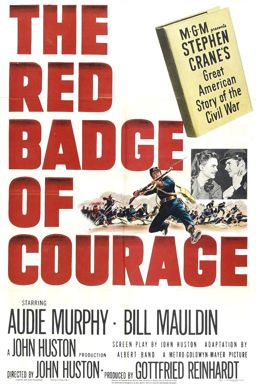 THE
RED
BADGE
OF
COURAGE
M-G-M presents
STEPHEN
CRANE'S
Great
American
Story of the
Civil War
STARRING
AUDIE MURPHY · BILL MAULDIN
A JOHN HUSTON PRODUCTION
SCREEN PLAY BY JOHN HUSTON ADAPTATION BY
ALBERT BAND. A METRO-GOLDWYN-MAYER PICTURE
DIRECTED BY JOHN HUSTON · PRODUCED BY GOTTFRIED REINHARDT